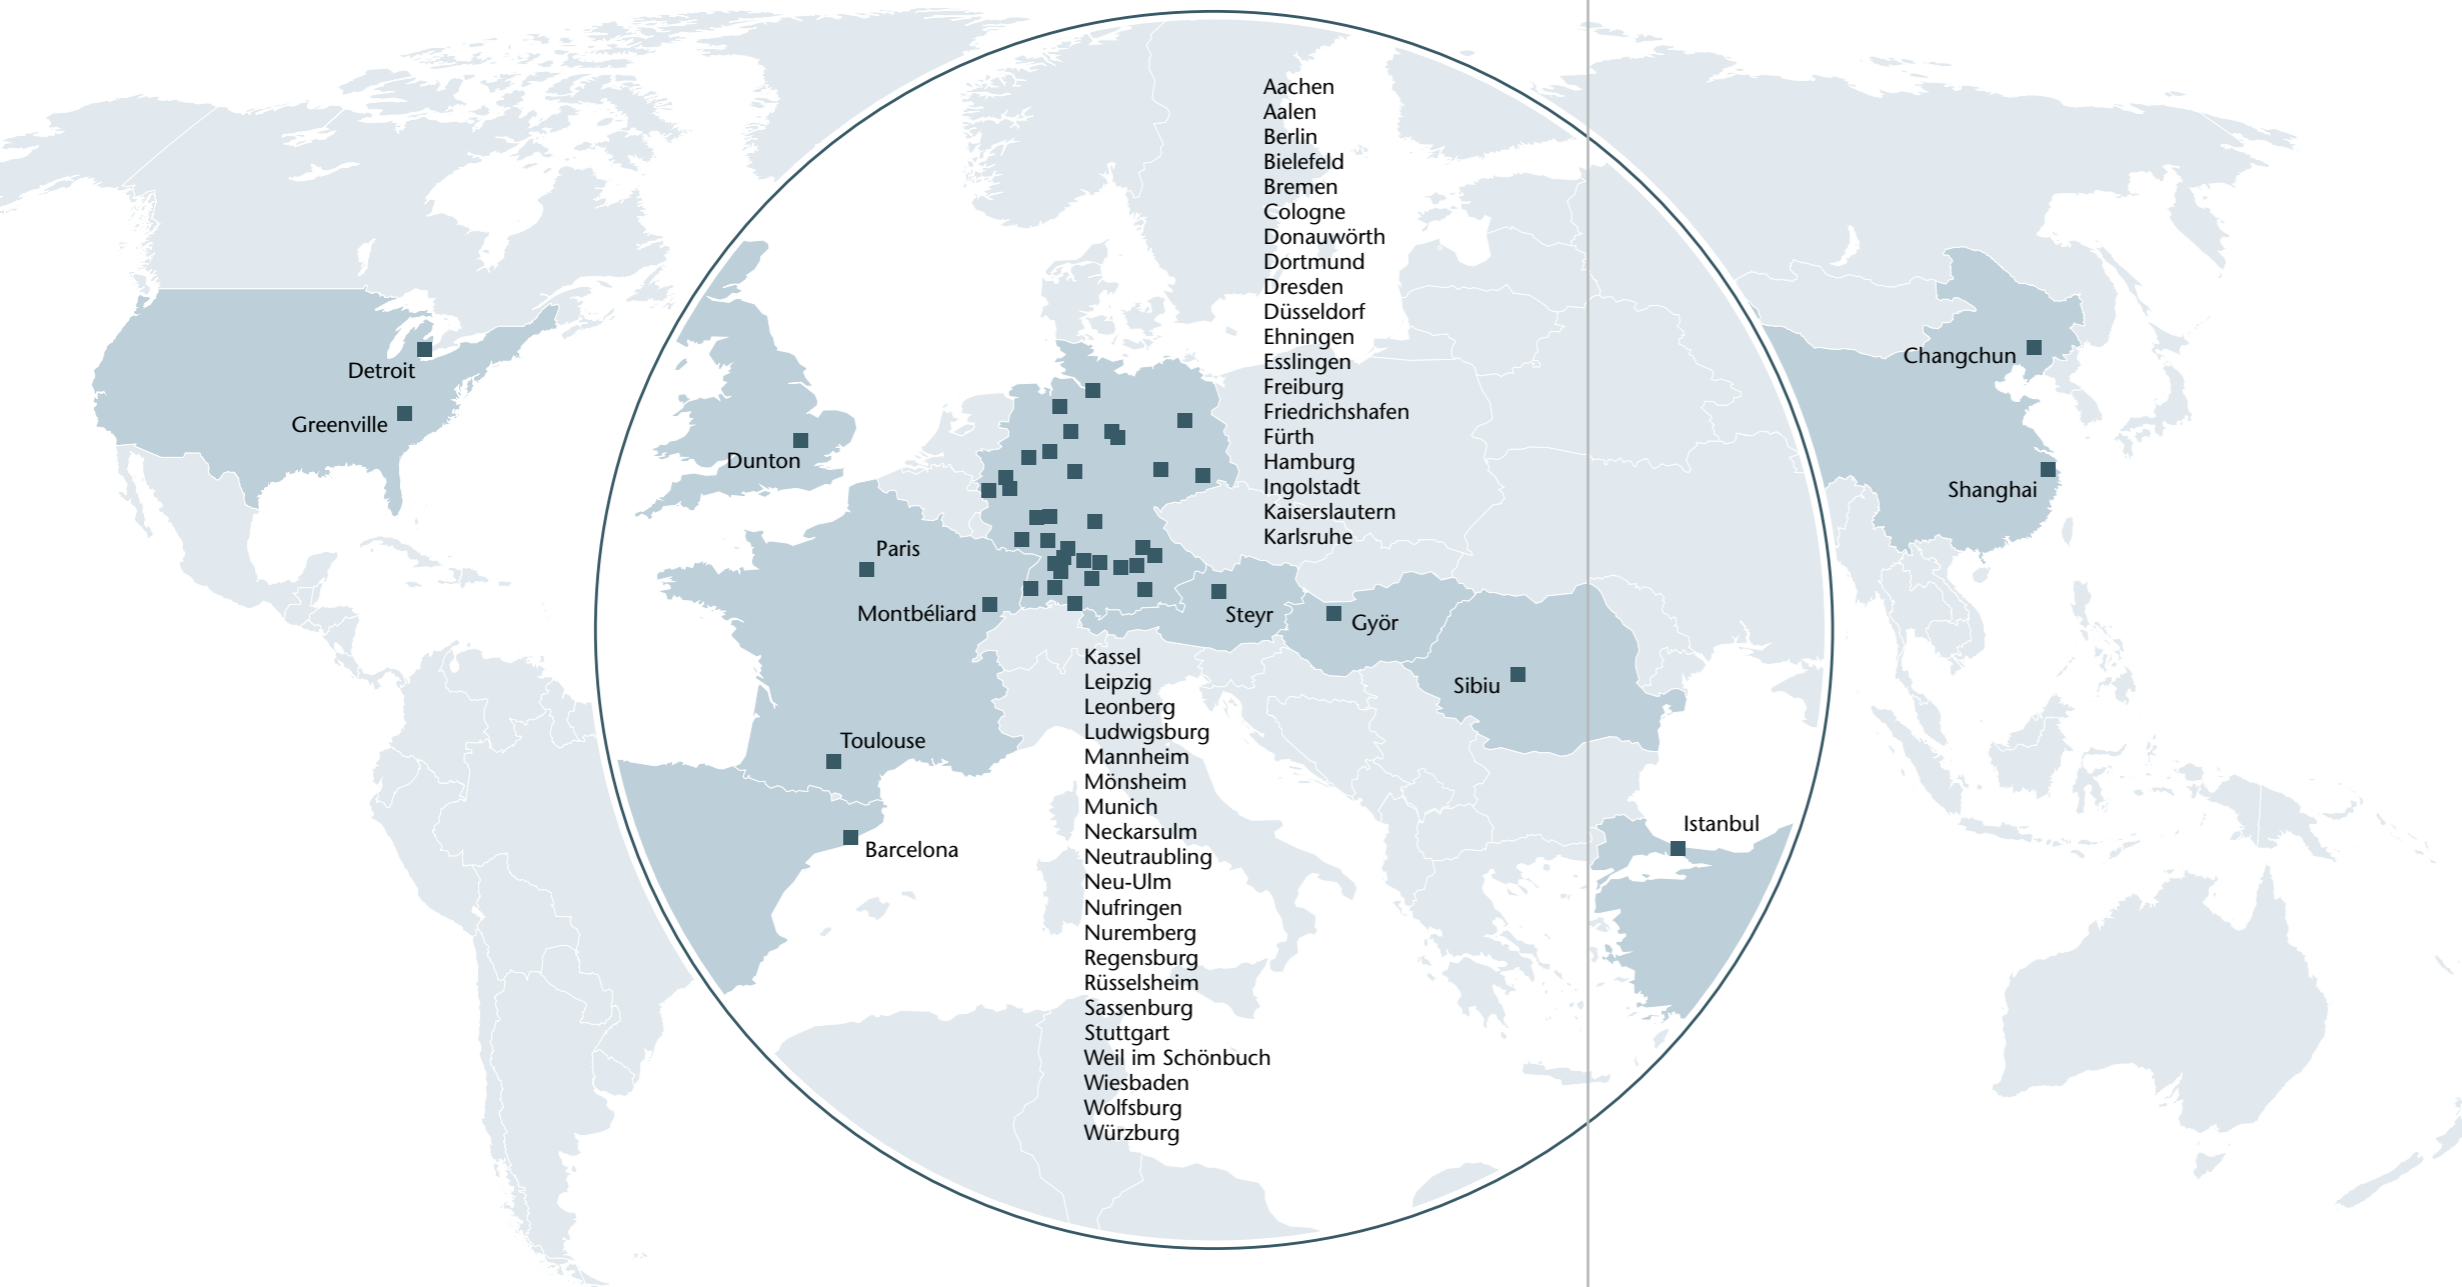 Detroit
Greenville
Dunton
Paris
Montbéliard
Toulouse
Barcelona
Aachen
Aalen
Berlin
Bielefeld
Bremen
Cologne
Donauwörth
Dortmund
Dresden
Düsseldorf
Ehningen
Esslingen
Freiburg
Friedrichshafen
Fürth
Hamburg
Ingolstadt
Kaiserslautern
Karlsruhe
Kassel
Leipzig
Leonberg
Ludwigsburg
Mannheim
Mönsheim
Munich
Neckarsulm
Neutraubling
Neu-Ulm
Nufringen
Nuremberg
Regensburg
Rüsselsheim
Sassenburg
Stuttgart
Weil im Schönbuch
Wiesbaden
Wolfsburg
Würzburg
Steyr
Györ
Sibiu
Istanbul
Changchun
Shanghai